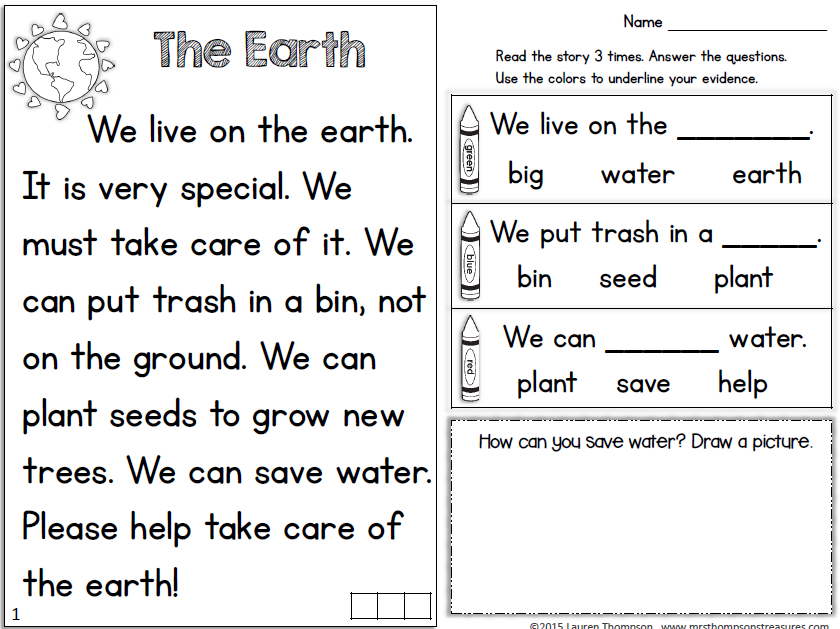 The Earth
We live on the earth.
It is very special. We
must take care of it. We
can put trash in a bin, not
on the ground. We can
plant seeds to grow new
trees. We can save water.
Please help take care of
the earth!
1
Name
Read the story 3 times. Answer the questions.
Use the colors to underline your evidence.
green
We live on the ________.
big water earth
blue
We put trash in a ______.
bin seed plant
red
We can _______ water.
plant save help
How can you save water? Draw a picture.
©2015 Lauren Thompson www.mrsthompsonstreasures.com